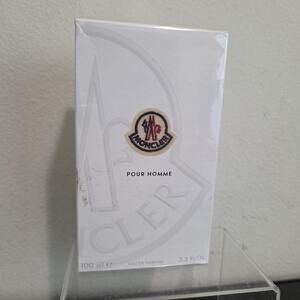 MONCLER
POUR HOMME
CLER
100 ml ℮
EAU DE PARFUM
3.3 fl. Oz.